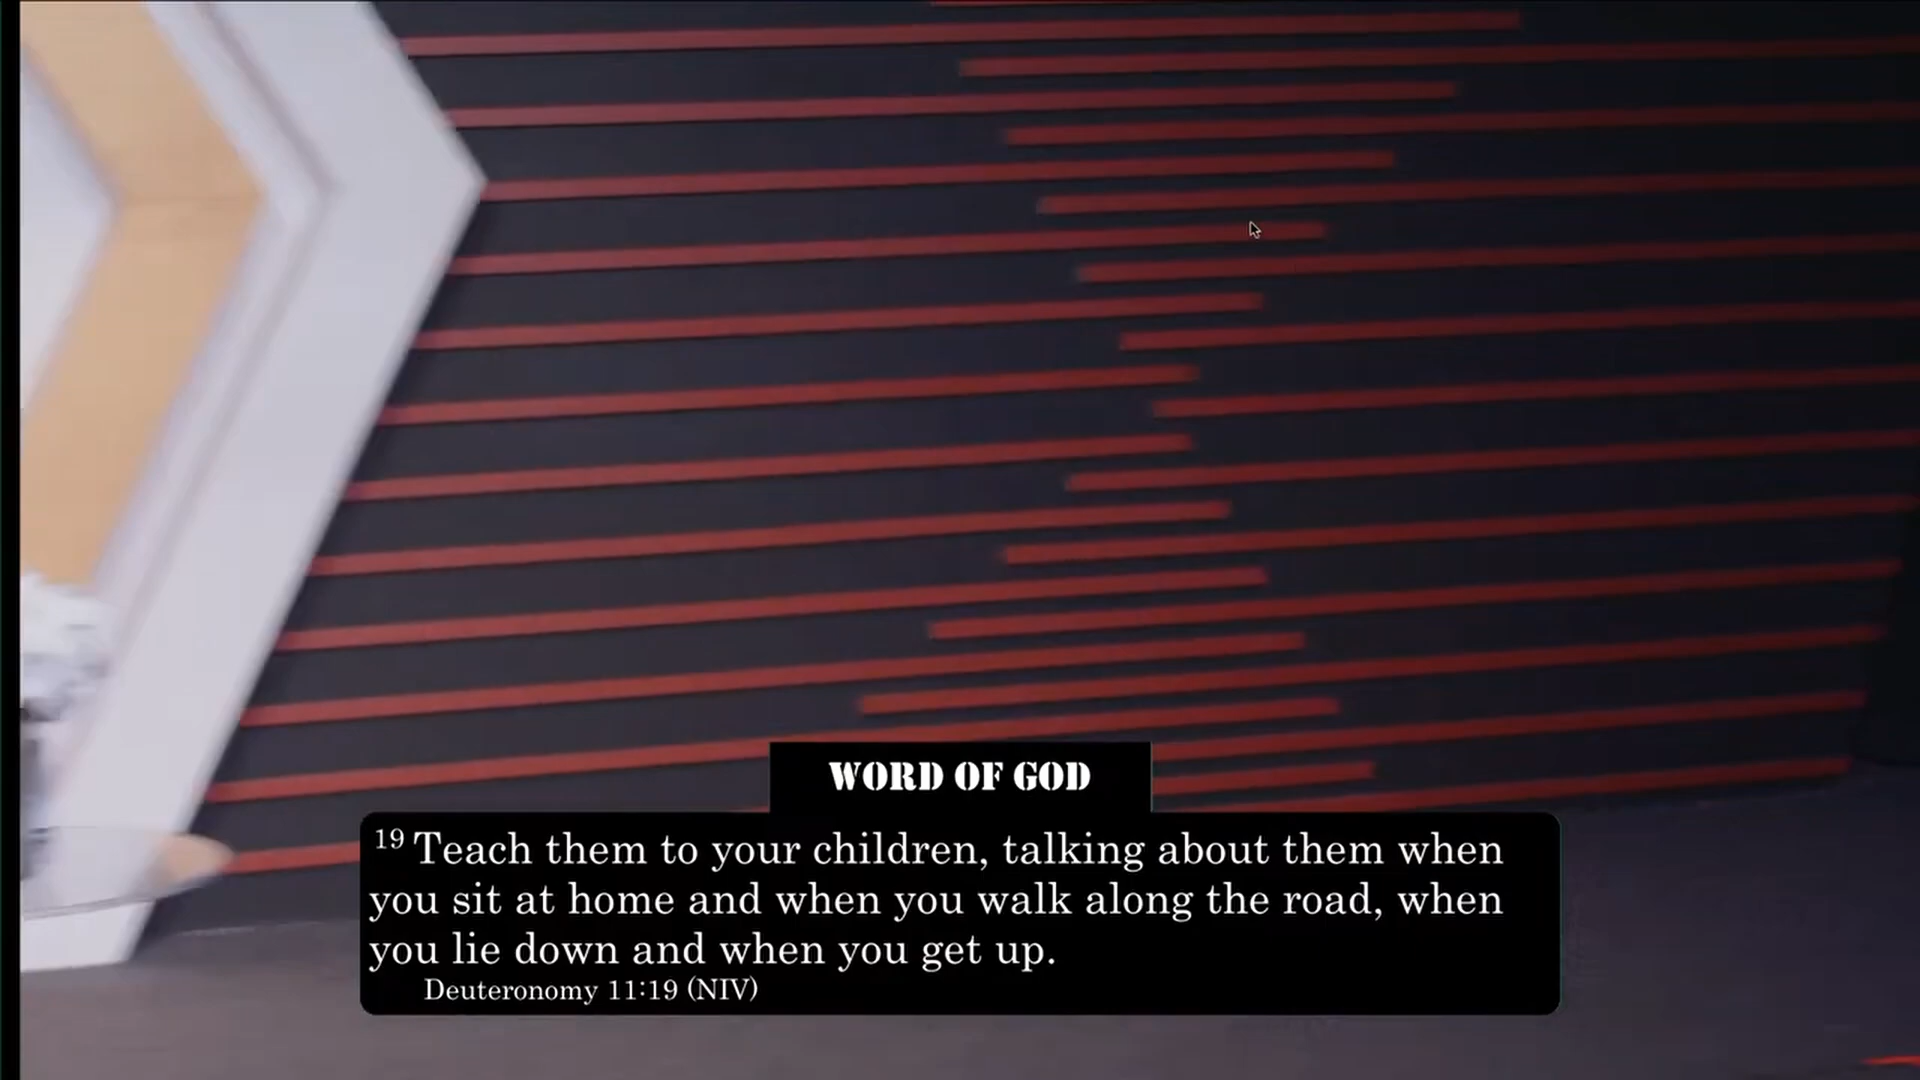 WORD OF GOD
19 Teach them to your children, talking about them when
you sit at home and when you walk along the road, when
you lie down and when you get up.
Deuteronomy 11:19 (NIV)